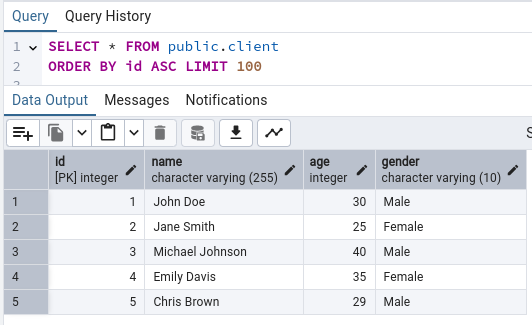 Query Query History
1 SELECT * FROM public.client
2 ORDER BY id ASC LIMIT 100
Data Output Messages Notifications
id name age gender
[PK] integer character varying (255) integer character varying (10)
1 1 John Doe 30 Male
2 2 Jane Smith 25 Female
3 3 Michael Johnson 40 Male
4 4 Emily Davis 35 Female
5 5 Chris Brown 29 Male